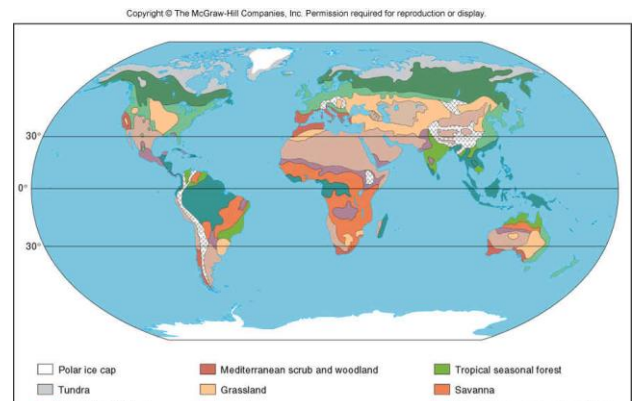 Copyright © The McGraw-Hill Companies, Inc. Permission required for reproduction or display.
30°
0°
30°
Polar ice cap
Mediterranean scrub and woodland
Tropical seasonal forest
Tundra
Grassland
Savanna